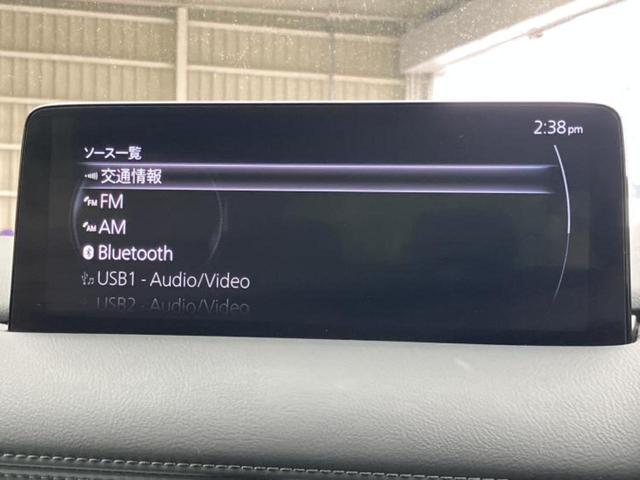 2:38pm
ソース一覧
交通情報
FM
AM
Bluetooth
USB1 - Audio/Video
USB2 - Audio/Video